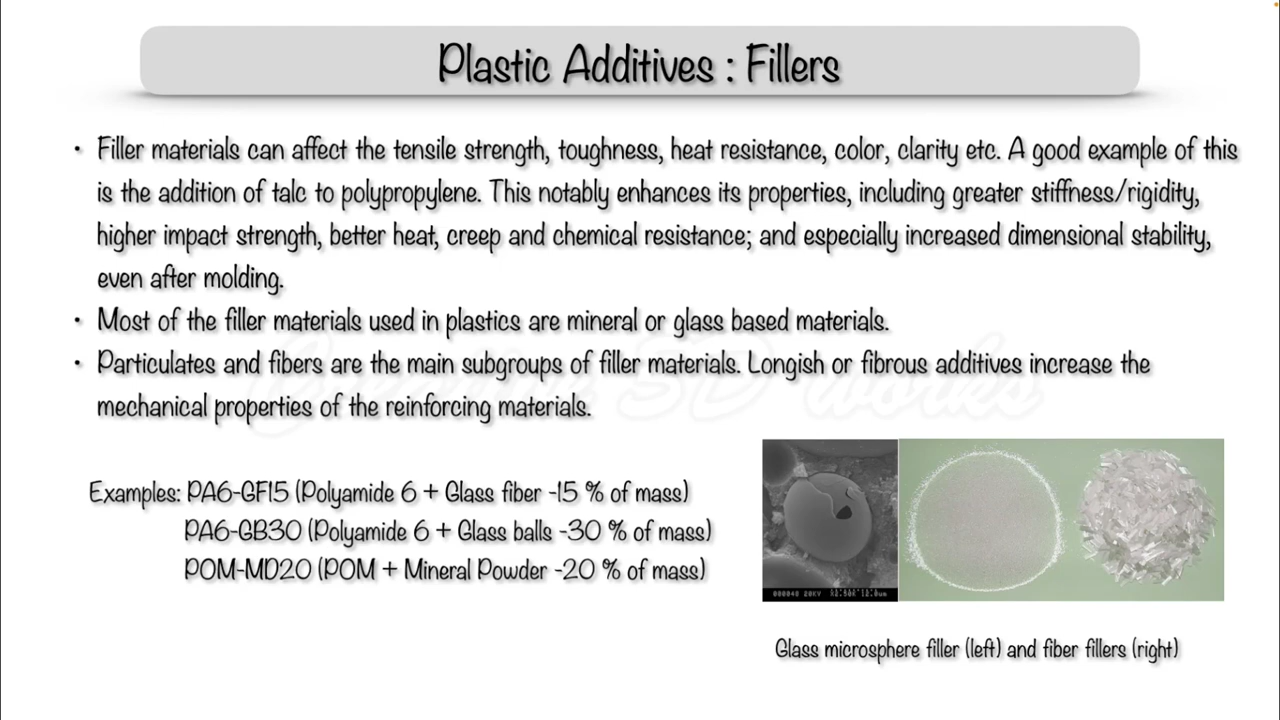 Plastic Additives : Fillers
• Filler materials can affect the tensile strength, toughness, heat resistance, color, clarity etc. A good example of this
is the addition of talc to polypropylene. This notably enhances its properties, including greater stiffness/rigidity,
higher impact strength, better heat, creep and chemical resistance; and especially increased dimensional stability,
even after molding.
• Most of the filler materials used in plastics are mineral or glass based materials.
• Particulates and fibers are the main subgroups of filler materials. Longish or fibrous additives increase the
mechanical properties of the reinforcing materials.
Examples: PA6-GF15 (Polyamide 6 + Glass fiber -15 % of mass)
PA6-GB30 (Polyamide 6 + Glass balls -30 % of mass)
POM-MD20 (POM + Mineral Powder -20 % of mass)
20KV
Glass microsphere filler (left) and fiber fillers (right)